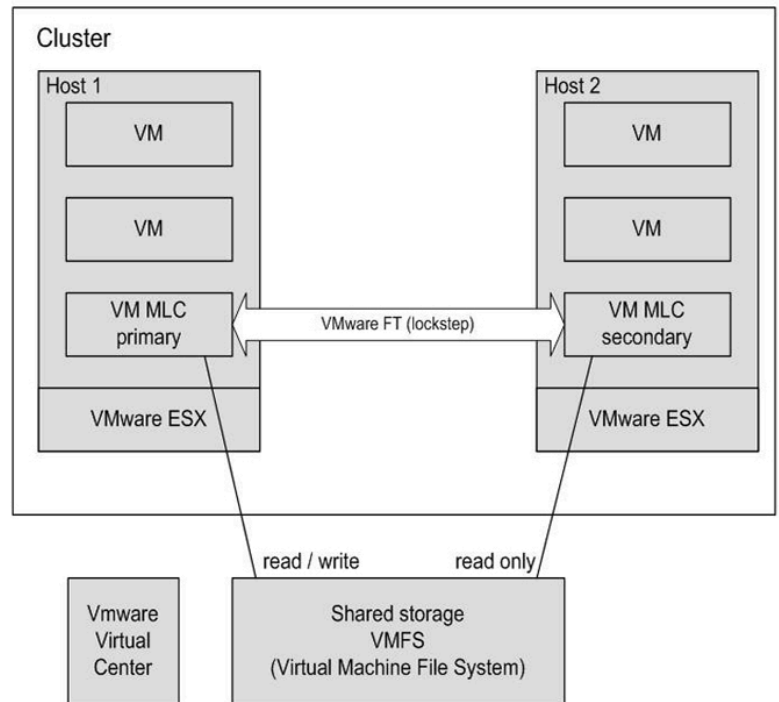 Cluster
Host 1
VM
VM
VM MLC
primary
VMware ESX
VMware FT (lockstep)
Host 2
VM
VM
VM MLC
secondary
VMware ESX
read / write
read only
Vmware
Virtual
Center
Shared storage
VMFS
(Virtual Machine File System)